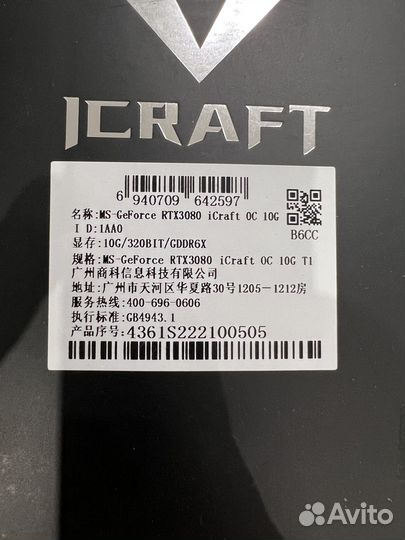 ICRAFT
6 940709 642597
名称:MS-GeForce RTX3080 iCraft OC 10G
I D:1AA0
B6CC
显存:10G/320BIT/GDDR6X
规格:MS-GeForce RTX3080 iCraft OC 10G T1
广州商科信息科技有限公司
地址:广州市天河区华夏路30号1205-1212房
服务热线:400-696-0606
执行标准:GB4943.1
产品序号:4361S222100505
Avito